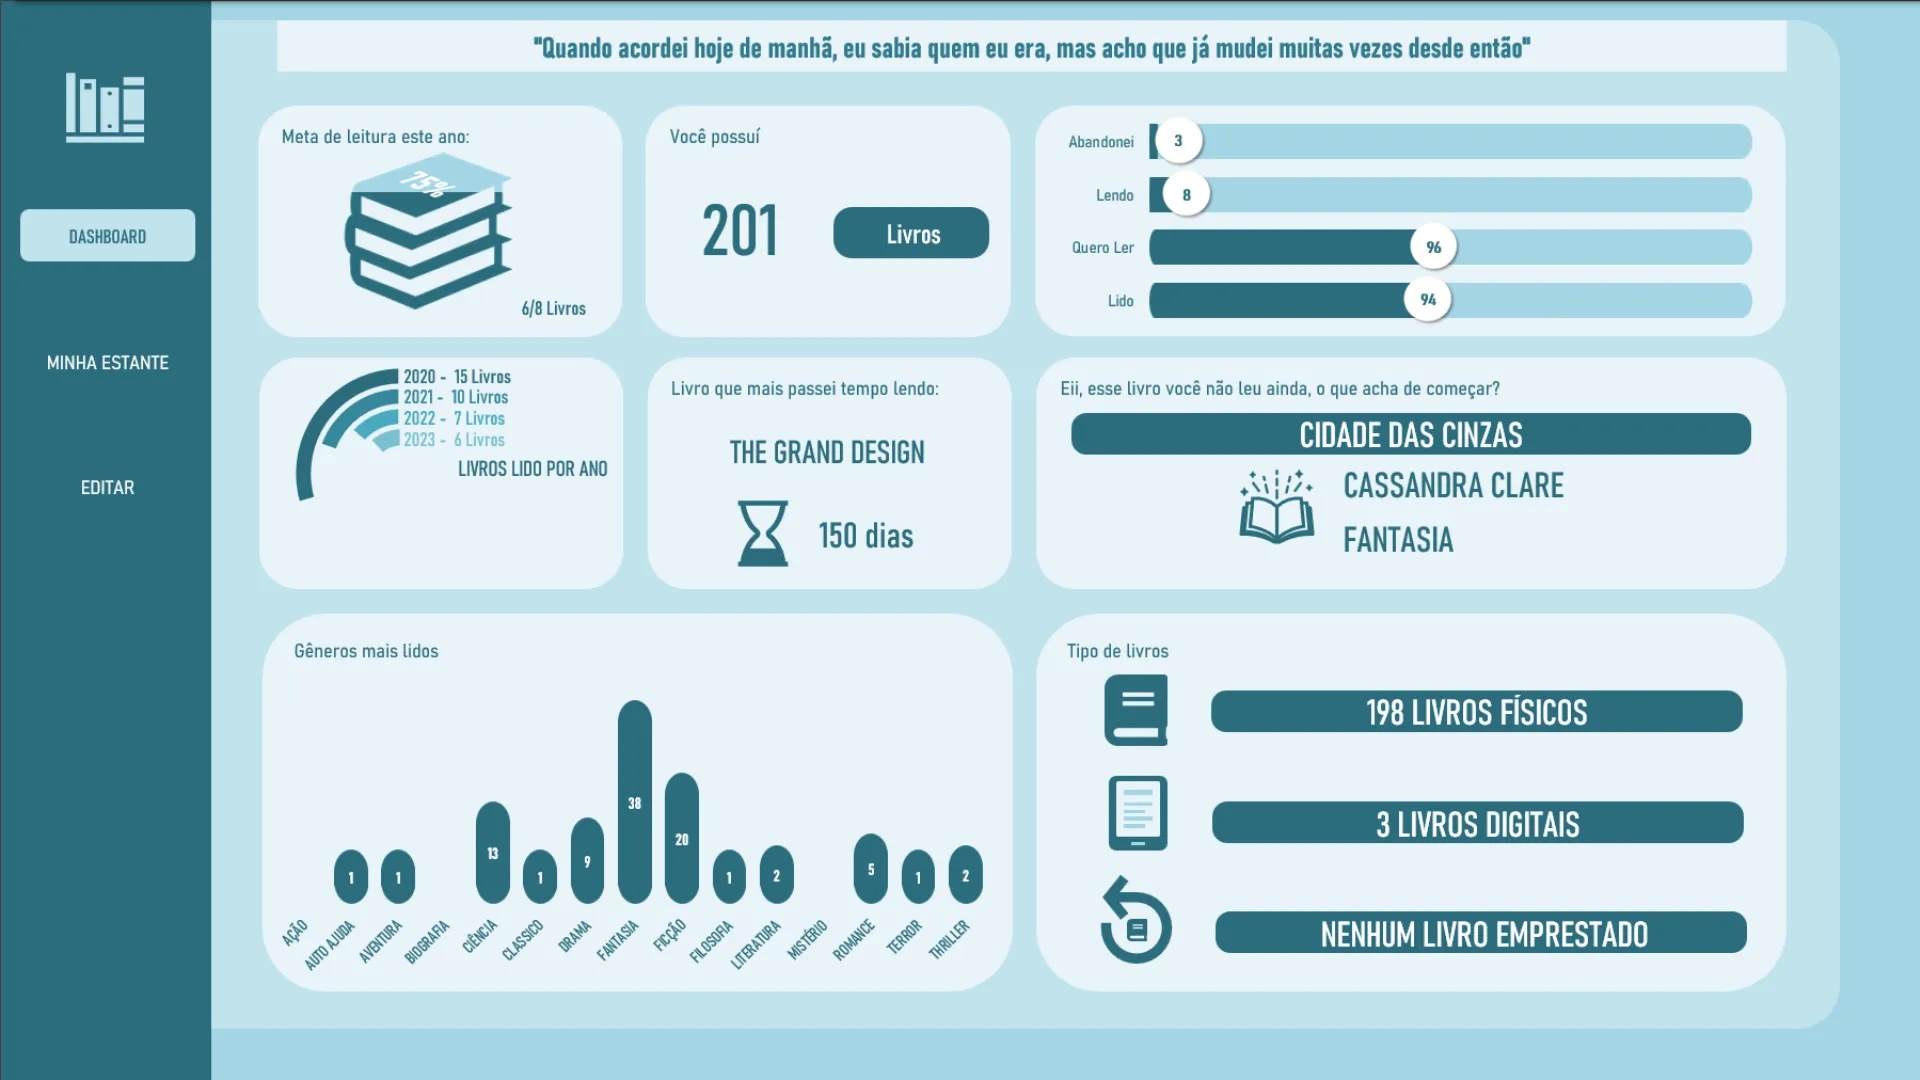 "Quando acordei hoje de manhã, eu sabia quem eu era, mas acho que já mudei muitas vezes desde então"
DASHBOARD
MINHA ESTANTE
EDITAR
Meta de leitura este ano:
75%
6/8 Livros
Você possuí
201
Livros
Abandonei 3
Lendo 8
Quero Ler 96
Lido 94
2020 - 15 Livros
2021 - 10 Livros
2022 - 7 Livros
2023 - 6 Livros
LIVROS LIDO POR ANO
Livro que mais passei tempo lendo:
THE GRAND DESIGN
150 dias
Eii, esse livro você não leu ainda, o que acha de começar?
CIDADE DAS CINZAS
CASSANDRA CLARE
FANTASIA
Gêneros mais lidos
1 1 13 1 9 38 20 1 2 5 1 2
AÇÃO AUTO AJUDA AVENTURA BIOGRAFIA CIÊNCIA CLASSICO DRAMA FANTASIA FICÇÃO FILOSOFIA LITERATURA MISTÉRIO ROMANCE TERROR THRILLER
Tipo de livros
198 LIVROS FÍSICOS
3 LIVROS DIGITAIS
NENHUM LIVRO EMPRESTADO